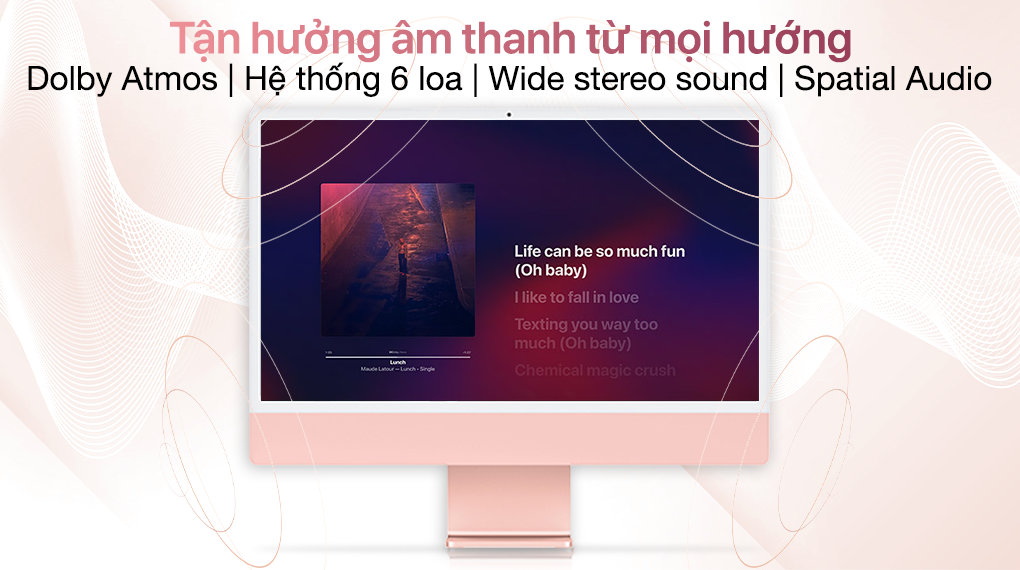 Tận hưởng âm thanh từ mọi hướng
Dolby Atmos | Hệ thống 6 loa | Wide stereo sound | Spatial Audio
Life can be so much fun
(Oh baby)
I like to fall in love
Texting you way too
much (Oh baby)
Chemical magic crush
Lunch
Maude Latour — Lunch - Single